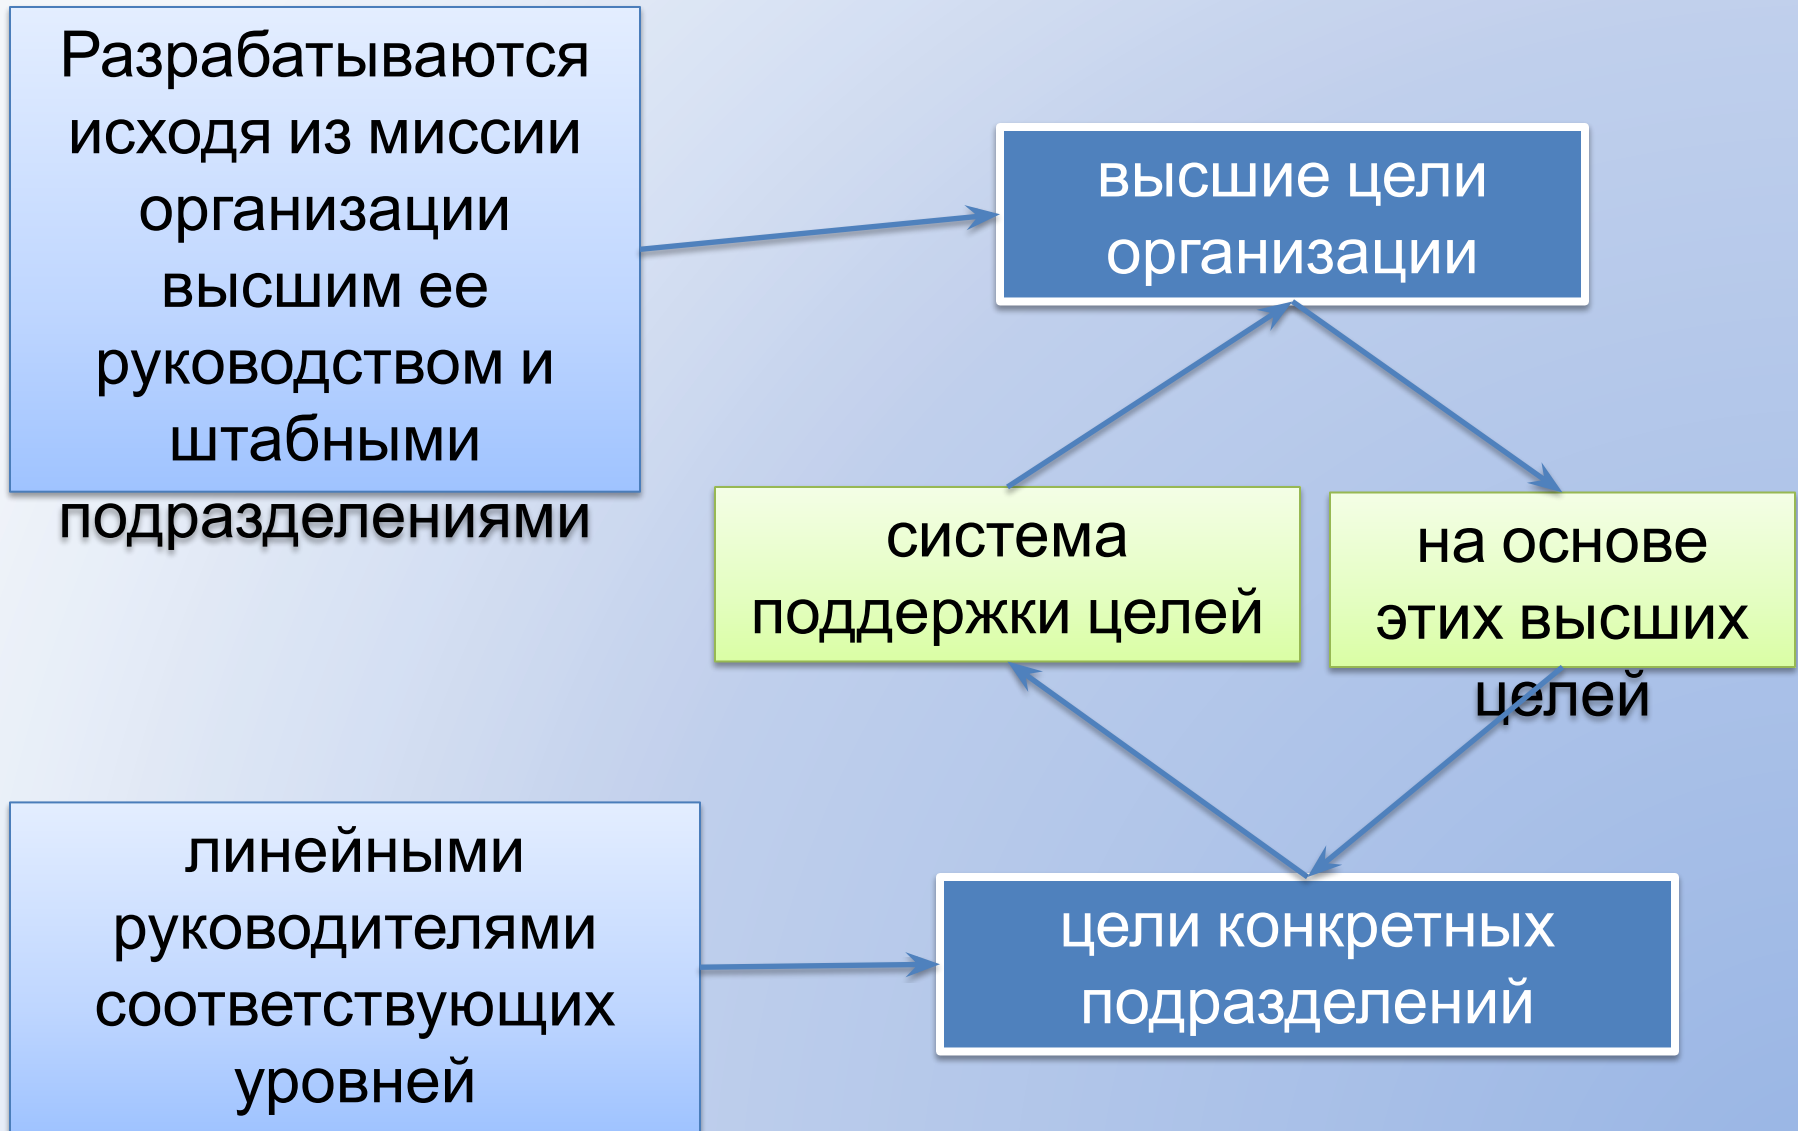 Разрабатываются
исходя из миссии
организации
высшим ее
руководством и
штабными
подразделениями
высшие цели
организации
система
поддержки целей
на основе
этих высших
целей
линейными
руководителями
соответствующих
уровней
цели конкретных
подразделений